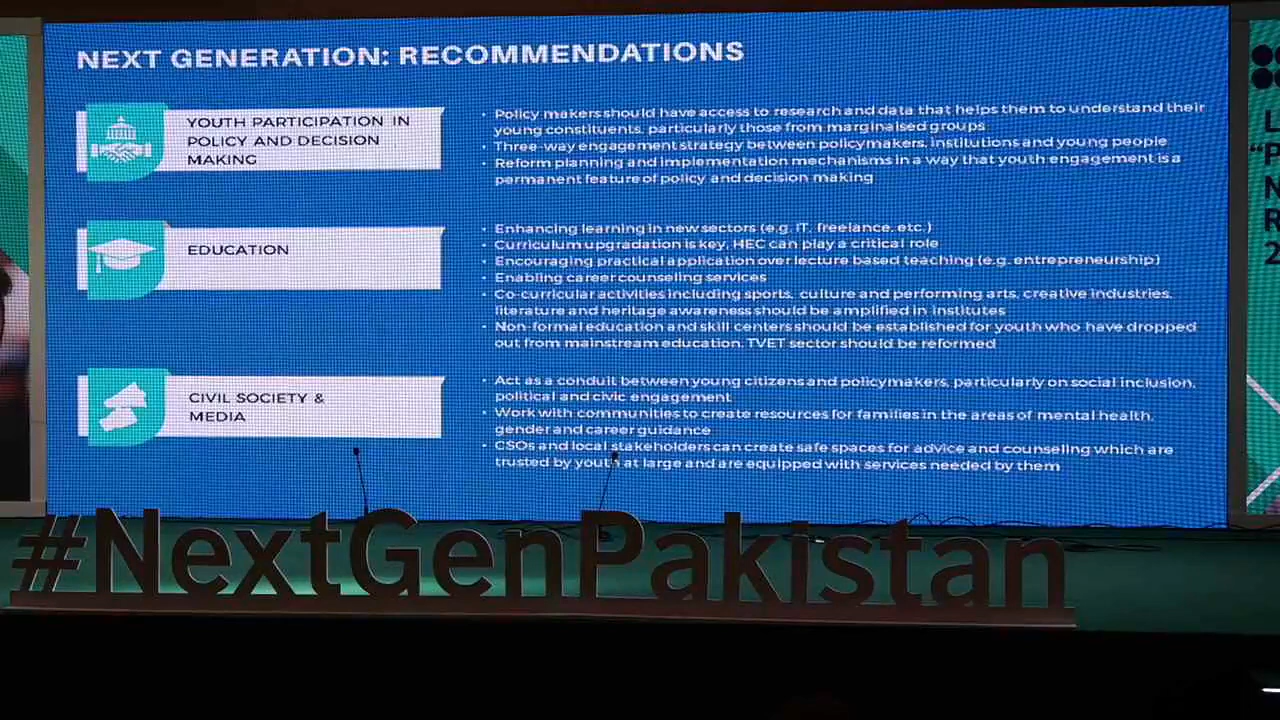 NEXT GENERATION: RECOMMENDATIONS
YOUTH PARTICIPATION IN
POLICY AND DECISION
MAKING
• Policy makers should have access to research and data that helps them to understand their
young constituents, particularly those from marginalised groups
• Three-way engagement strategy between policymakers, institutions and young people
• Reform planning and implementation mechanisms in a way that youth engagement is a
permanent feature of policy and decision making
EDUCATION
• Enhancing learning in new sectors (e.g. IT, freelance, etc.)
• Curriculum upgradation is key, HEC can play a critical role
• Encouraging practical application over lecture based teaching (e.g. entrepreneurship)
• Enabling career counseling services
• Co-curricular activities including sports, culture and performing arts, creative industries,
literature and heritage awareness should be amplified in institutes
• Non-formal education and skill centers should be established for youth who have dropped
out from mainstream education, TVET sector should be reformed
CIVIL SOCIETY &
MEDIA
• Act as a conduit between young citizens and policymakers, particularly on social inclusion,
political and civic engagement
• Work with communities to create resources for families in the areas of mental health,
gender and career guidance
• CSOs and local stakeholders can create safe spaces for advice and counseling which are
trusted by youth at large and are equipped with services needed by them
#NextGenPakistan